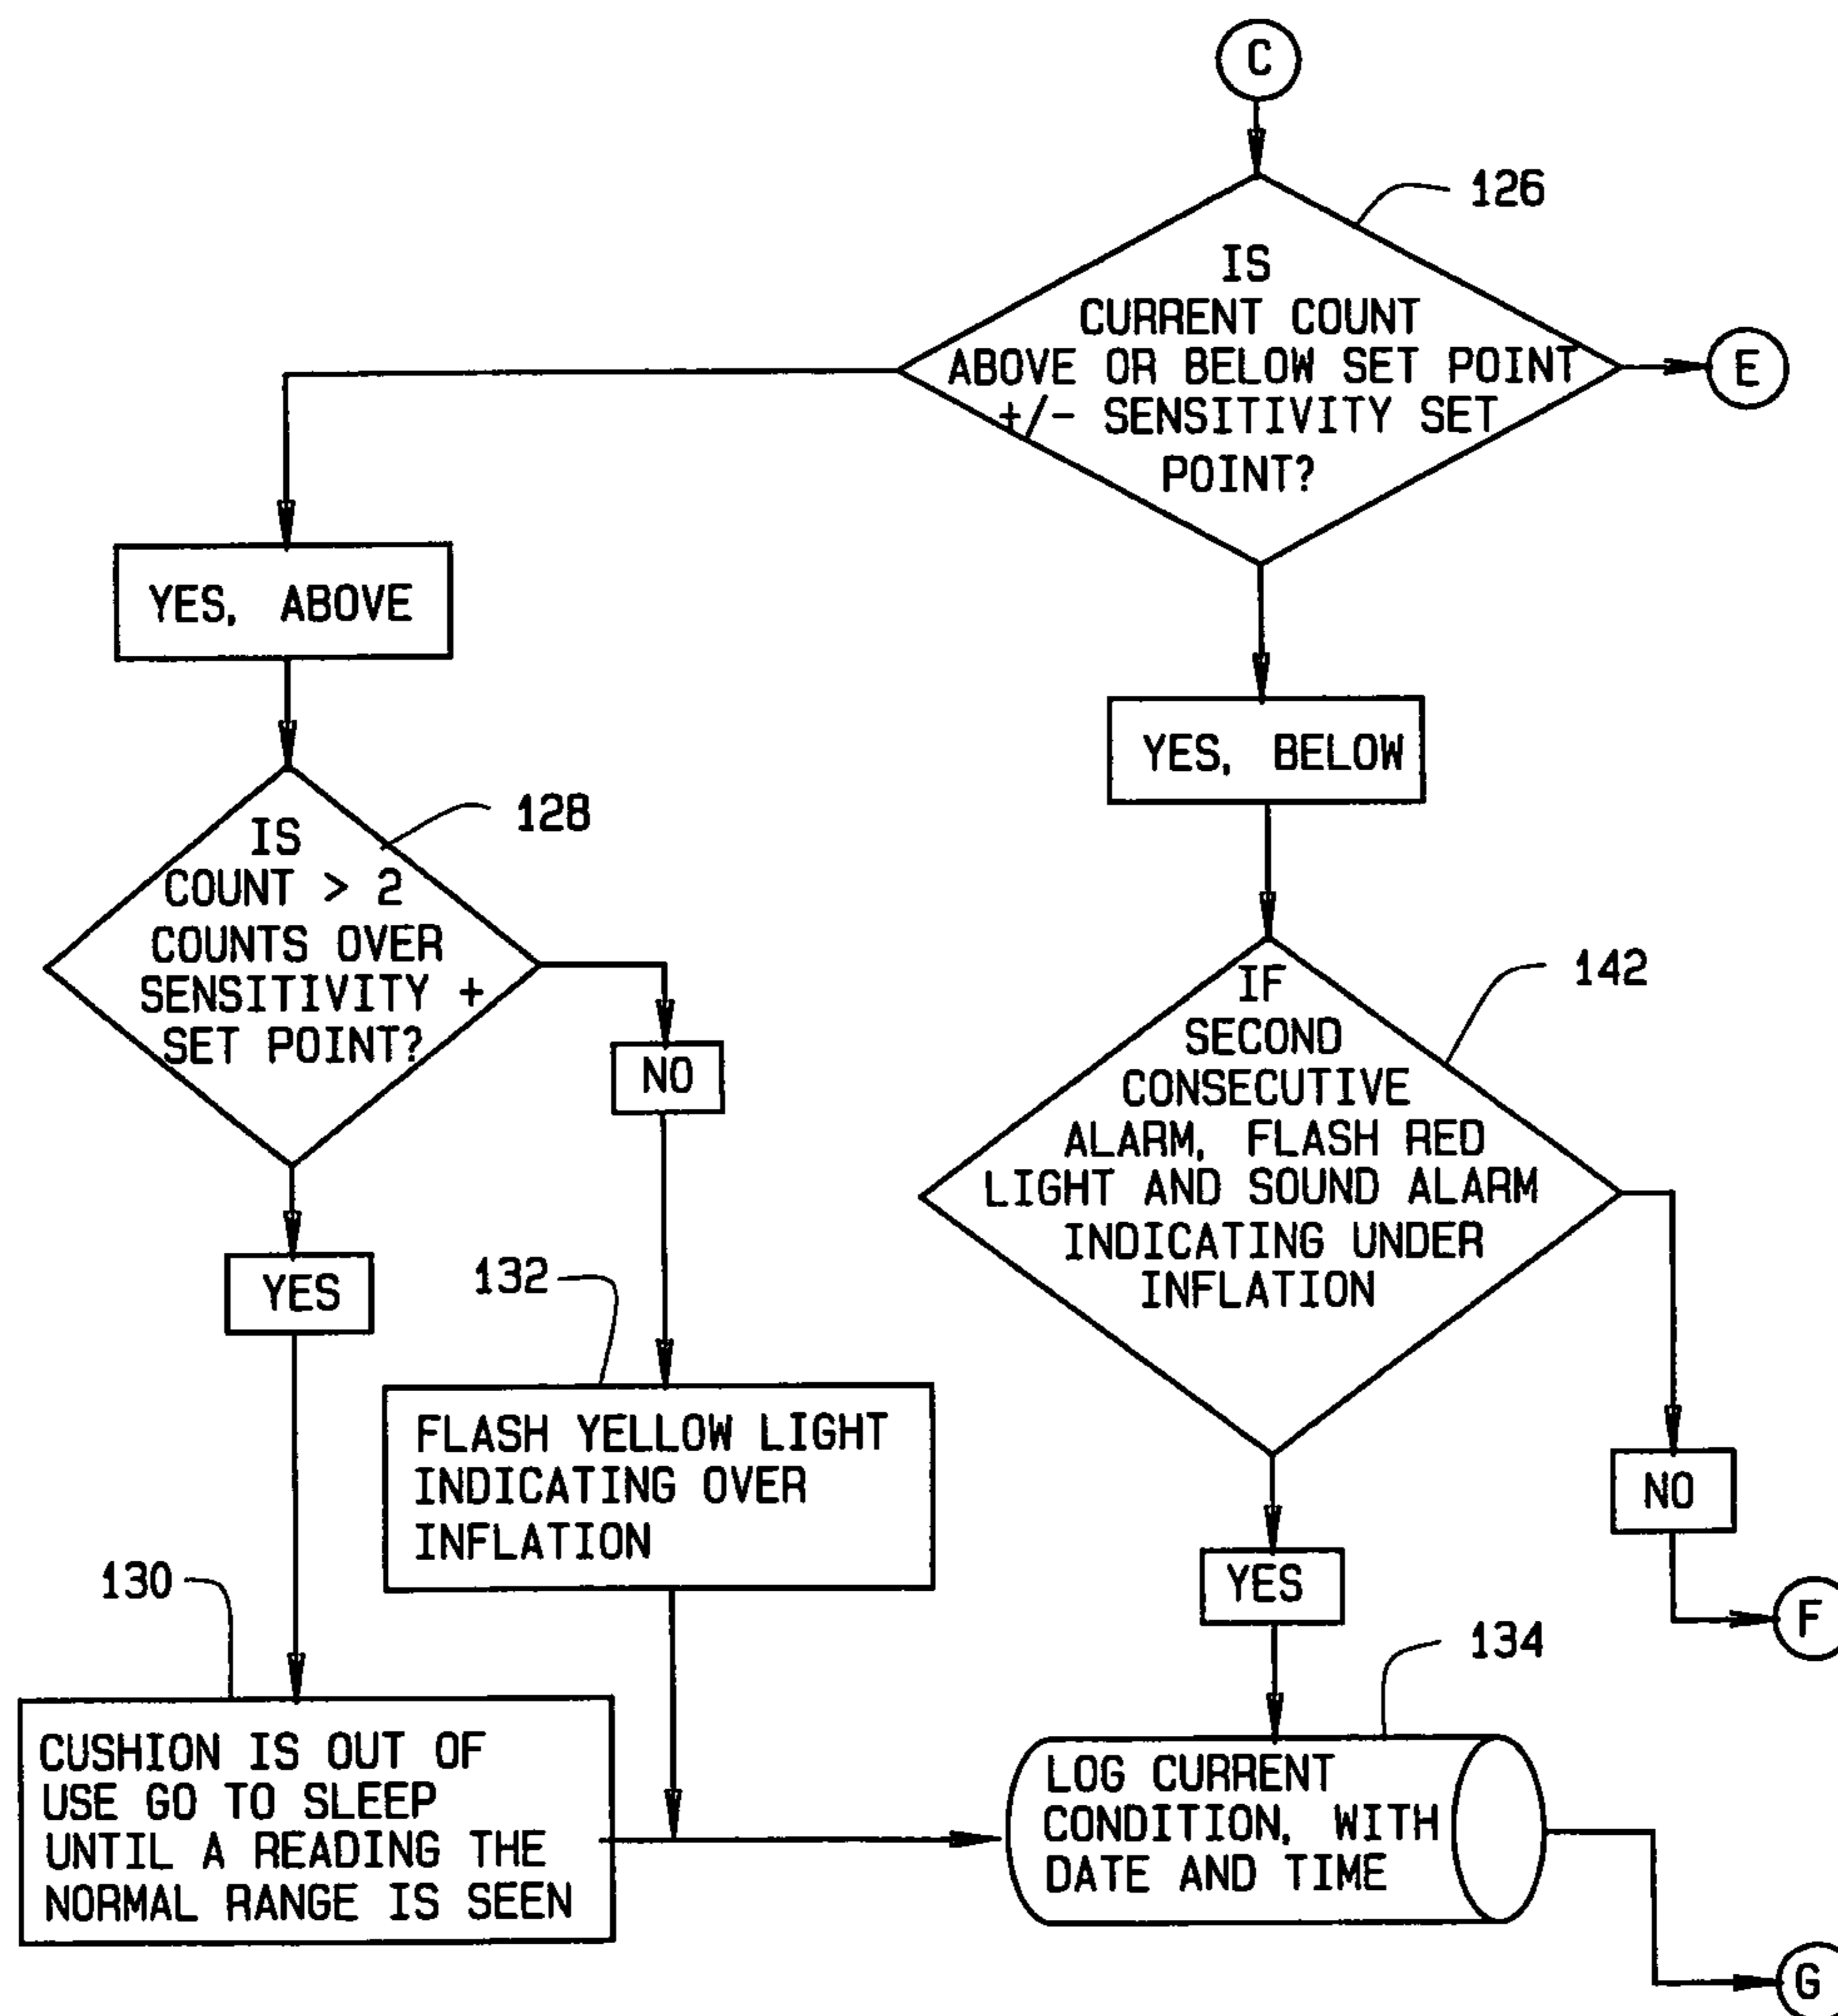 C
126
IS
CURRENT COUNT
ABOVE OR BELOW SET POINT
+/- SENSITIVITY SET
POINT?
E
YES, ABOVE
YES, BELOW
128
IS
COUNT > 2
COUNTS OVER
SENSITIVITY +
SET POINT?
NO
YES
142
IF
SECOND
CONSECUTIVE
ALARM, FLASH RED
LIGHT AND SOUND ALARM
INDICATING UNDER
INFLATION
132
FLASH YELLOW LIGHT
INDICATING OVER
INFLATION
NO
YES
F
130
CUSHION IS OUT OF
USE GO TO SLEEP
UNTIL A READING THE
NORMAL RANGE IS SEEN
134
LOG CURRENT
CONDITION, WITH
DATE AND TIME
G